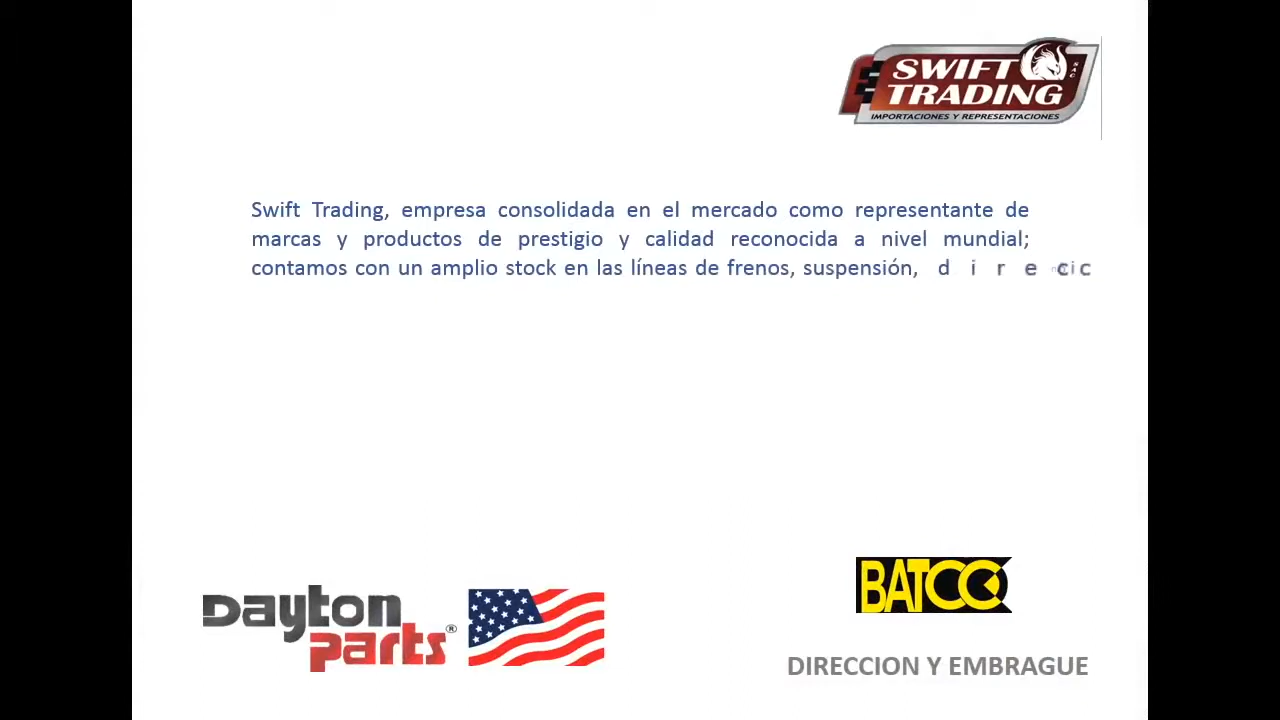 SWIFT
TRADING
SAC
IMPORTACIONES Y REPRESENTACIONES
Swift Trading, empresa consolidada en el mercado como representante de
marcas y productos de prestigio y calidad reconocida a nivel mundial;
contamos con un amplio stock en las líneas de frenos, suspensión,
Dayton
parts®
BATCO
DIRECCION Y EMBRAGUE